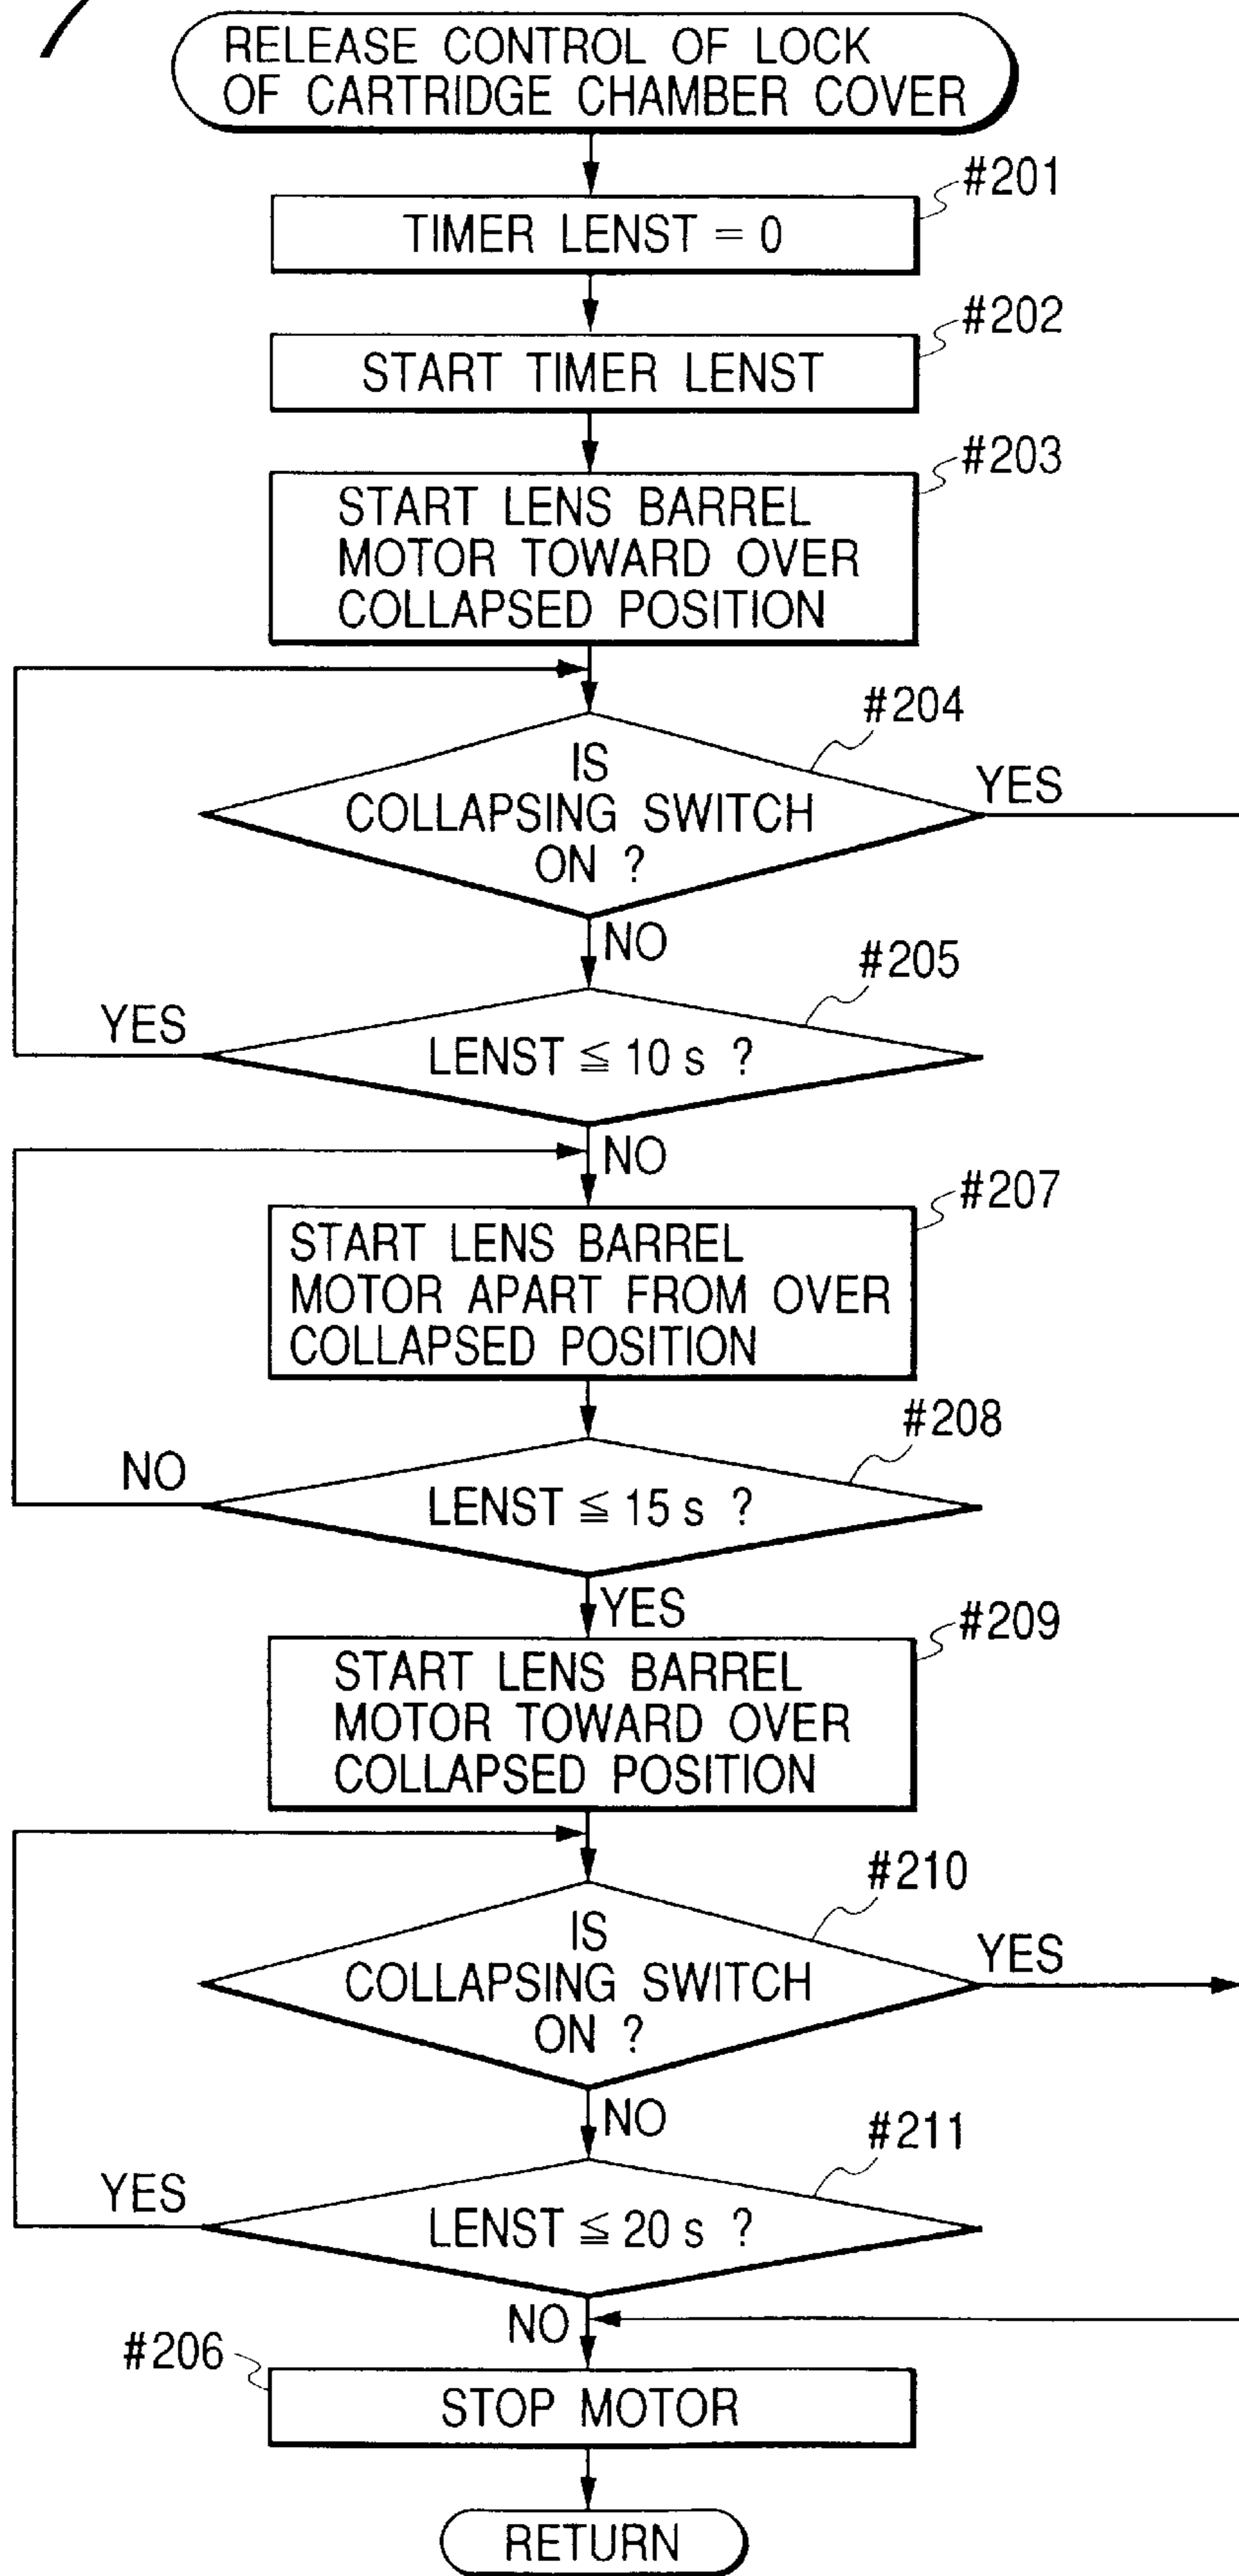 7
RELEASE CONTROL OF LOCK
OF CARTRIDGE CHAMBER COVER
#201
TIMER LENST = 0
#202
START TIMER LENST
#203
START LENS BARREL
MOTOR TOWARD OVER
COLLAPSED POSITION
#204
IS
COLLAPSING SWITCH
ON ?
YES
NO
#205
YES
LENST ≦ 10 s ?
NO
#207
START LENS BARREL
MOTOR APART FROM OVER
COLLAPSED POSITION
#208
NO
LENST ≦ 15 s ?
YES
#209
START LENS BARREL
MOTOR TOWARD OVER
COLLAPSED POSITION
#210
IS
COLLAPSING SWITCH
ON ?
YES
NO
#211
YES
LENST ≦ 20 s ?
NO
#206
STOP MOTOR
RETURN